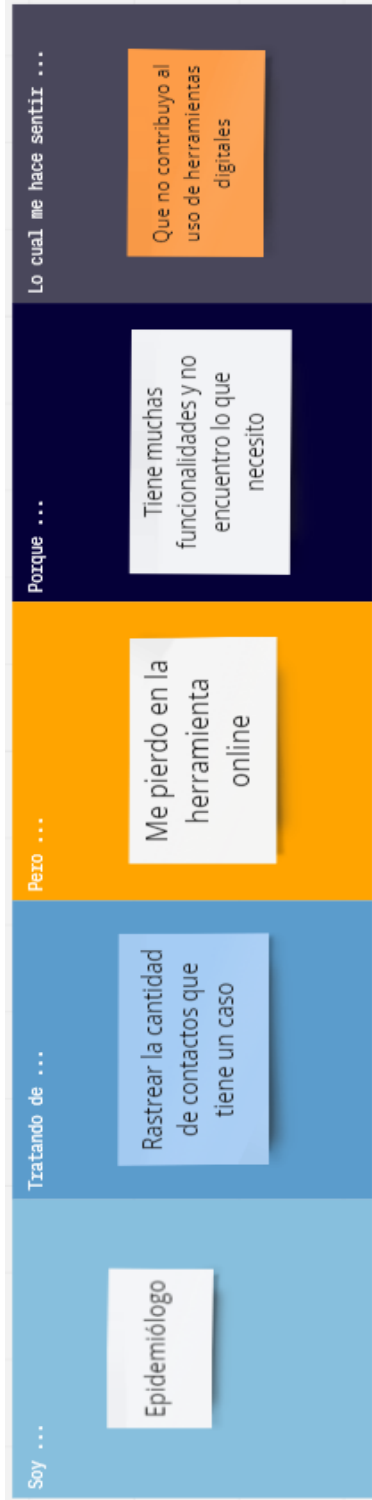 Soy ...
Epidemiólogo
Tratando de ...
Rastrear la cantidad
de contactos que
tiene un caso
Pero ...
Me pierdo en la
herramienta
online
Porque ...
Tiene muchas
funcionalidades y no
encuentro lo que
necesito
Lo cual me hace sentir ...
Que no contribuyo al
uso de herramientas
digitales